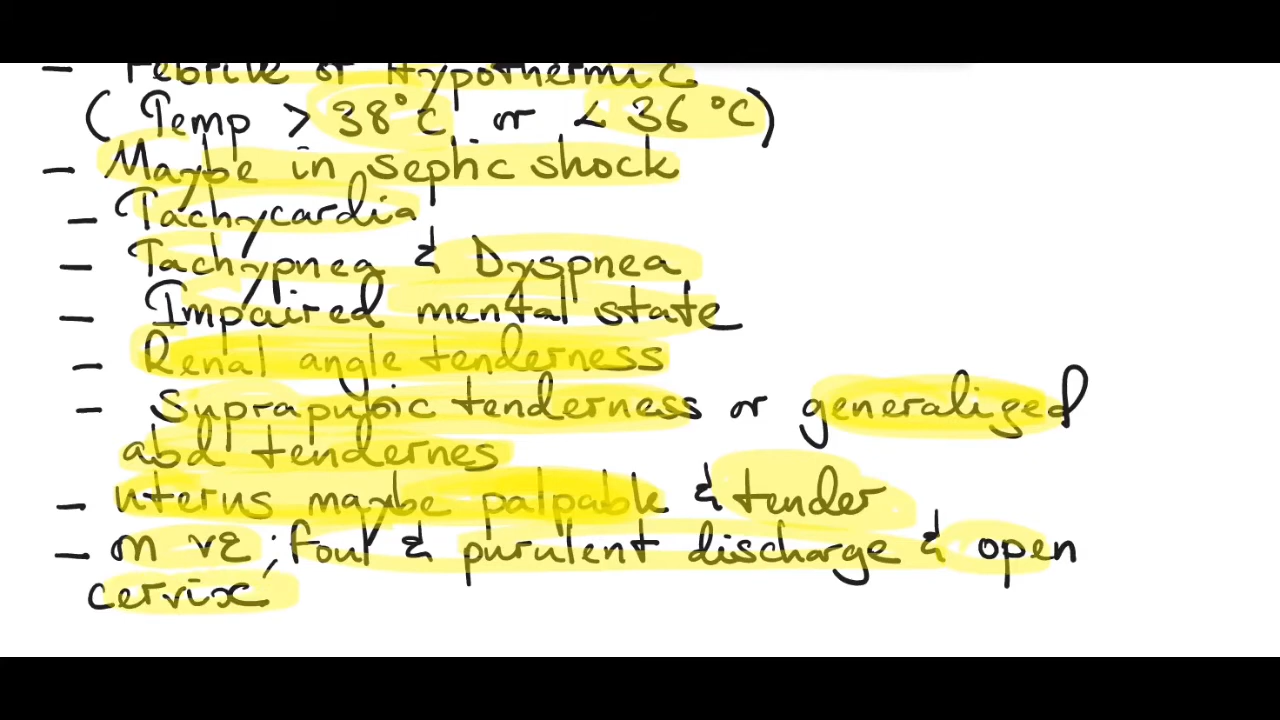 - Febrile or Hypothermic
( Temp > 38°C or < 36 °C)
- Maybe in septic shock
- Tachycardia
- Tachypnea & Dyspnea
- Impaired mental state
- Renal angle tenderness
- Suprapubic tenderness or generalized
abd tendernes
- uterus maybe palpable & tender
- on VE ; foul & purulent discharge & open
cervix